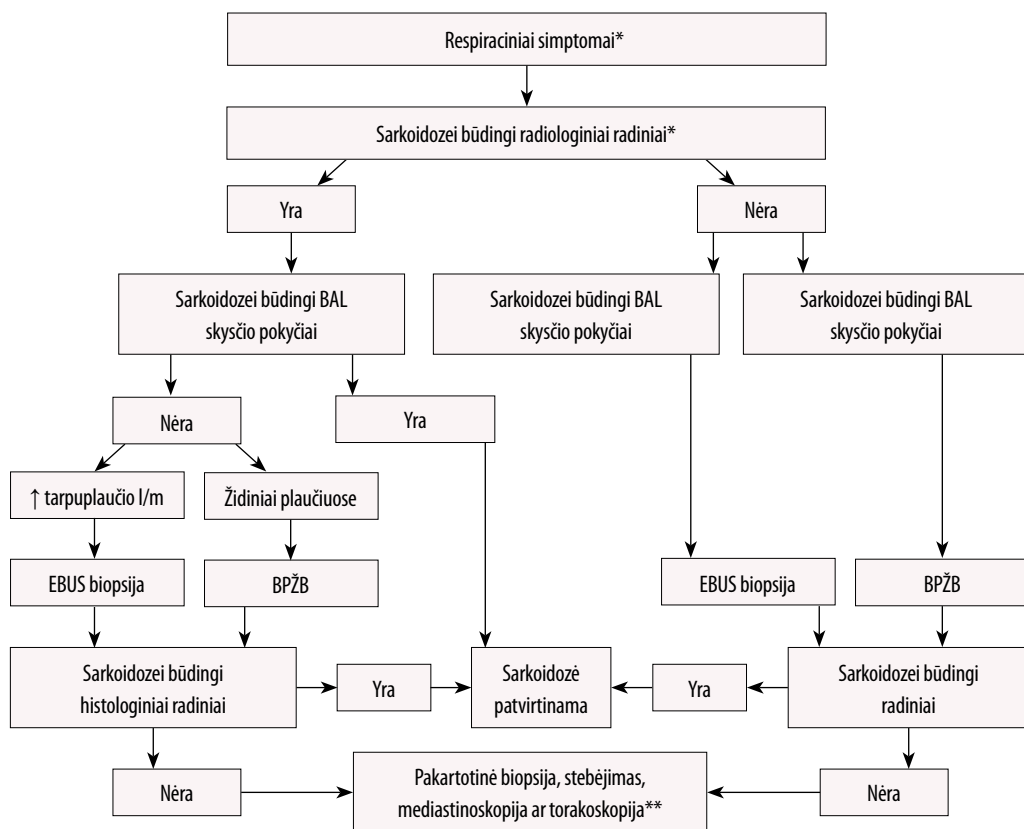 Respiraciniai simptomai*
Sarkoidozei būdingi radiologiniai radiniai*
Yra
Nėra
Sarkoidozei būdingi BAL
skysčio pokyčiai
Sarkoidozei būdingi BAL
skysčio pokyčiai
Sarkoidozei būdingi BAL
skysčio pokyčiai
Nėra
Yra
↑ tarpuplaučio l/m
Židiniai plaučiuose
EBUS biopsija
BPŽB
EBUS biopsija
BPŽB
Sarkoidozei būdingi
histologiniai radiniai
Yra
Sarkoidozė
patvirtinama
Yra
Sarkoidozei būdingi
radiniai
Nėra
Pakartotinė biopsija, stebėjimas,
mediastinoskopija ar torakoskopija**
Nėra